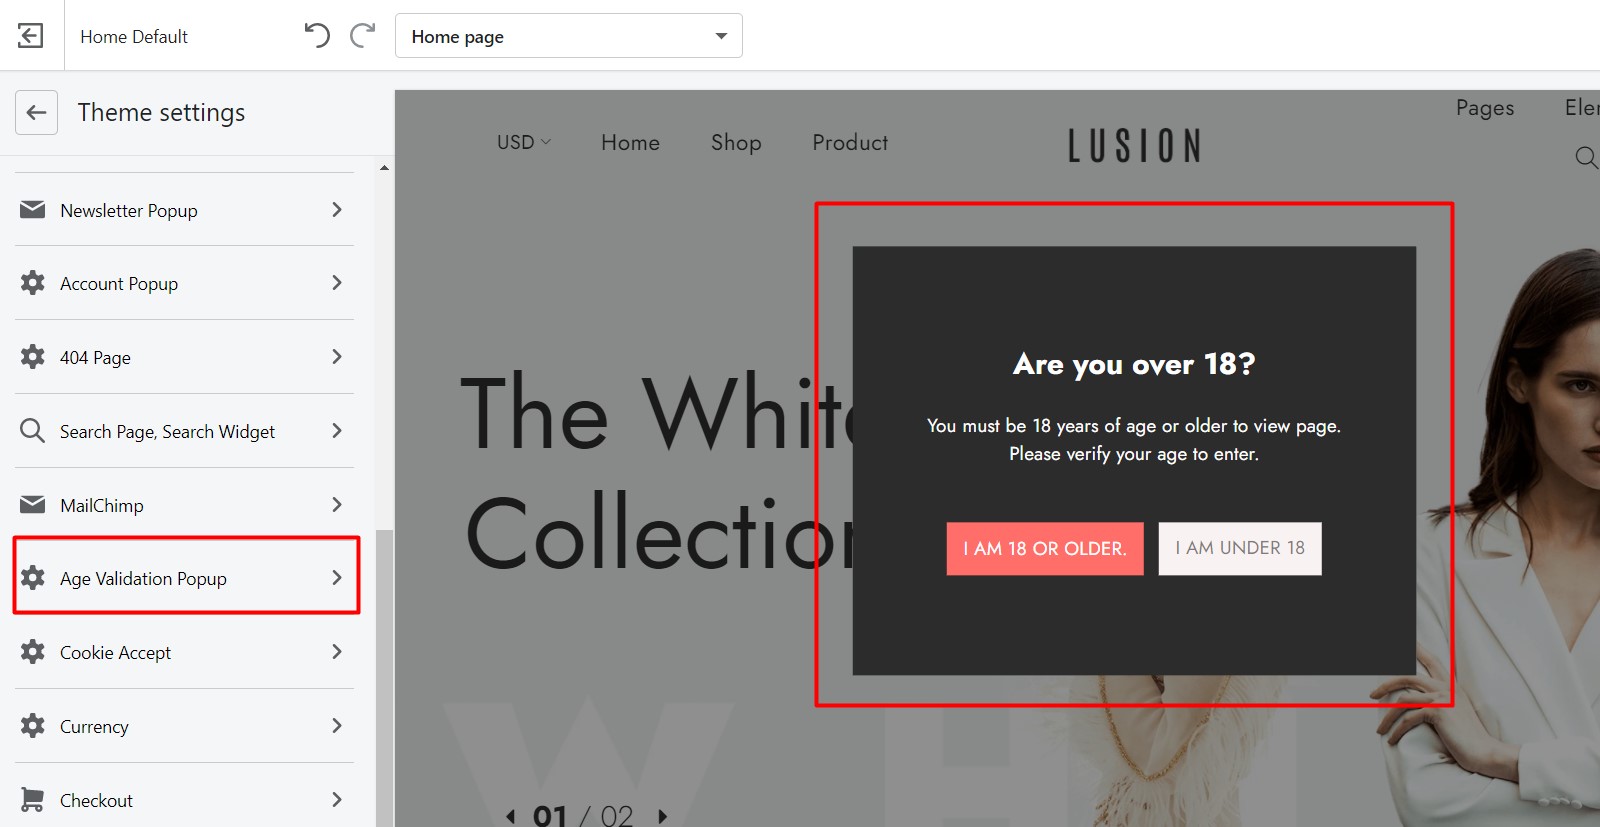 Home Default
Home page
Theme settings
Newsletter Popup
Account Popup
404 Page
Search Page, Search Widget
MailChimp
Age Validation Popup
Cookie Accept
Currency
Checkout
USD
Home
Shop
Product
LUSION
Pages
The White
Collection
Are you over 18?
You must be 18 years of age or older to view page.
Please verify your age to enter.
I AM 18 OR OLDER.
I AM UNDER 18
W H
01 / 02